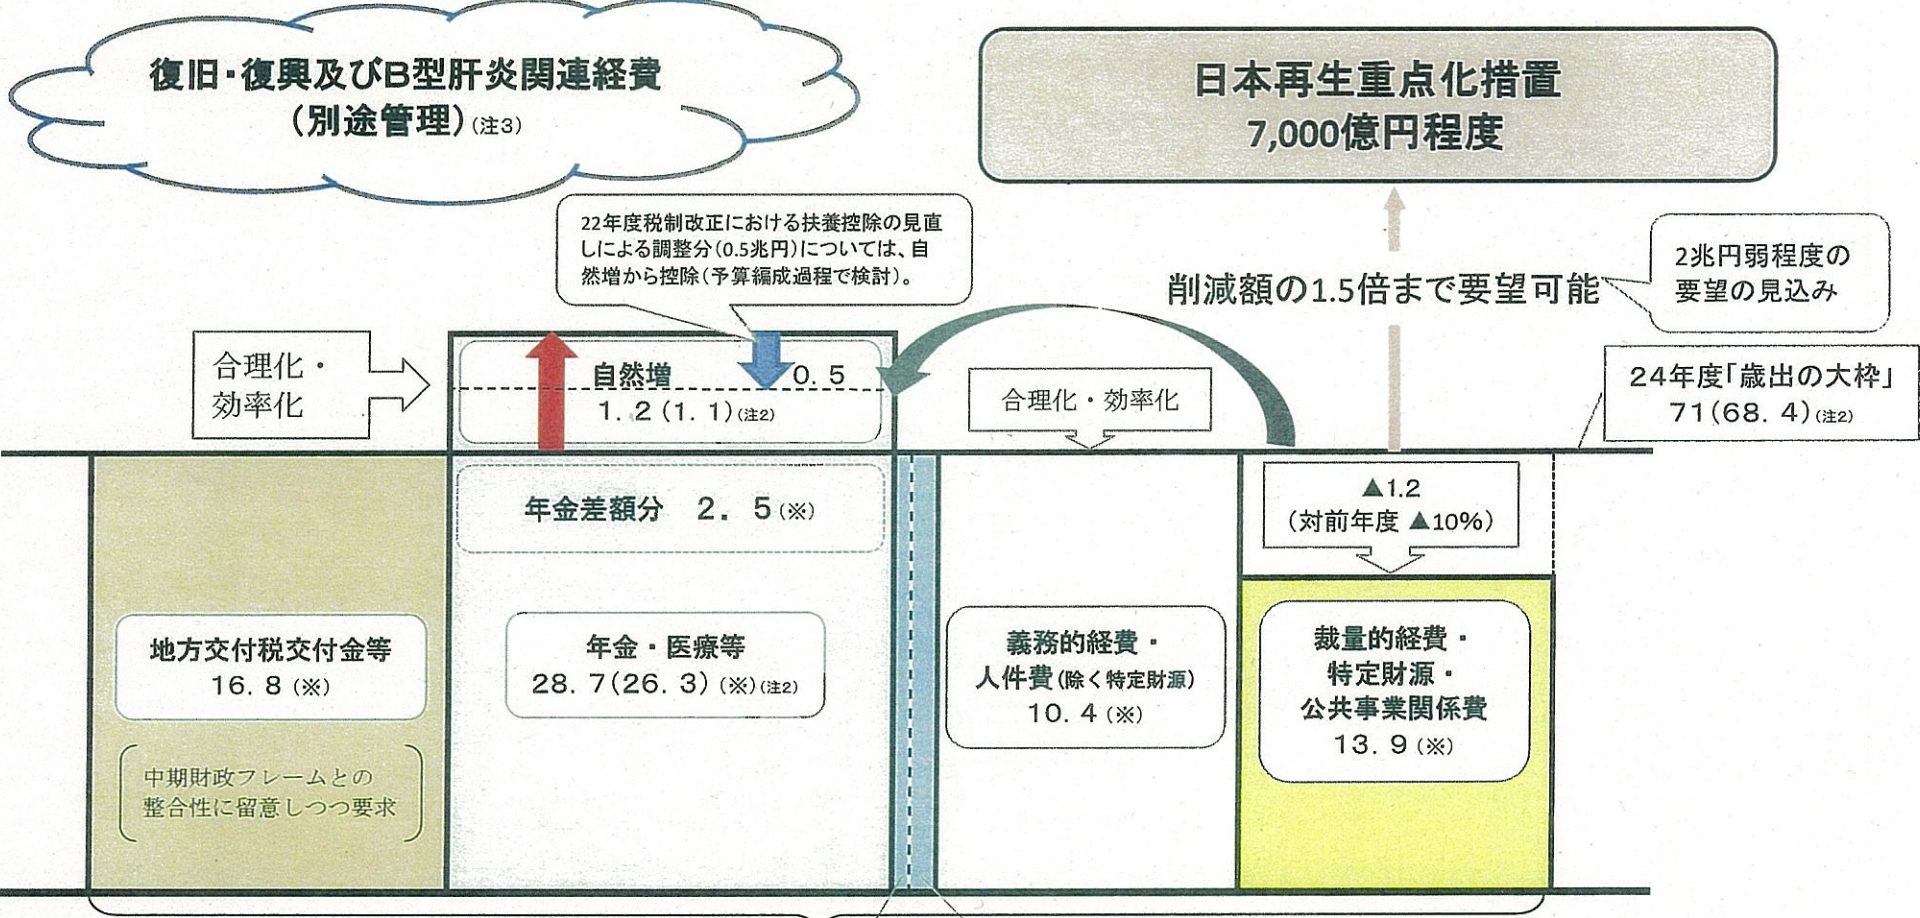 復旧・復興及びB型肝炎関連経費
(別途管理)(注3)
日本再生重点化措置
7,000億円程度
22年度税制改正における扶養控除の見直
しによる調整分(0.5兆円)については、自
然増から控除(予算編成過程で検討)。
削減額の1.5倍まで要望可能
2兆円弱程度の
要望の見込み
合理化・
効率化
自然増
0.5
1.2(1.1)(注2)
合理化・効率化
24年度「歳出の大枠」
71(68.4)(注2)
年金差額分 2.5(※)
▲1.2
(対前年度 ▲10%)
地方交付税交付金等
16.8(※)
中期財政フレームとの
整合性に留意しつつ要求
年金・医療等
28.7(26.3)(※)(注2)
義務的経費・
人件費(除く特定財源)
10.4(※)
裁量的経費・
特定財源・
公共事業関係費
13.9(※)